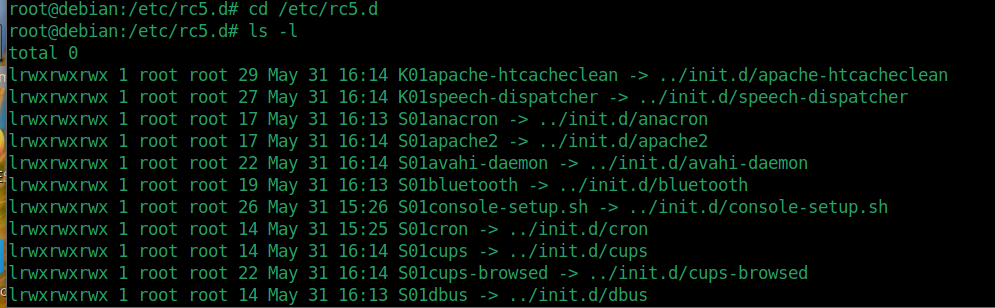 root@debian:/etc/rc5.d# cd /etc/rc5.d
root@debian:/etc/rc5.d# ls -l
total 0
lrwxrwxrwx 1 root root 29 May 31 16:14 K01apache-htcacheclean -> ../init.d/apache-htcacheclean
lrwxrwxrwx 1 root root 27 May 31 16:14 K01speech-dispatcher -> ../init.d/speech-dispatcher
lrwxrwxrwx 1 root root 17 May 31 16:13 S01anacron -> ../init.d/anacron
lrwxrwxrwx 1 root root 17 May 31 16:14 S01apache2 -> ../init.d/apache2
lrwxrwxrwx 1 root root 22 May 31 16:14 S01avahi-daemon -> ../init.d/avahi-daemon
lrwxrwxrwx 1 root root 19 May 31 16:13 S01bluetooth -> ../init.d/bluetooth
lrwxrwxrwx 1 root root 26 May 31 15:26 S01console-setup.sh -> ../init.d/console-setup.sh
lrwxrwxrwx 1 root root 14 May 31 15:25 S01cron -> ../init.d/cron
lrwxrwxrwx 1 root root 14 May 31 16:14 S01cups -> ../init.d/cups
lrwxrwxrwx 1 root root 22 May 31 16:14 S01cups-browsed -> ../init.d/cups-browsed
lrwxrwxrwx 1 root root 14 May 31 16:13 S01dbus -> ../init.d/dbus